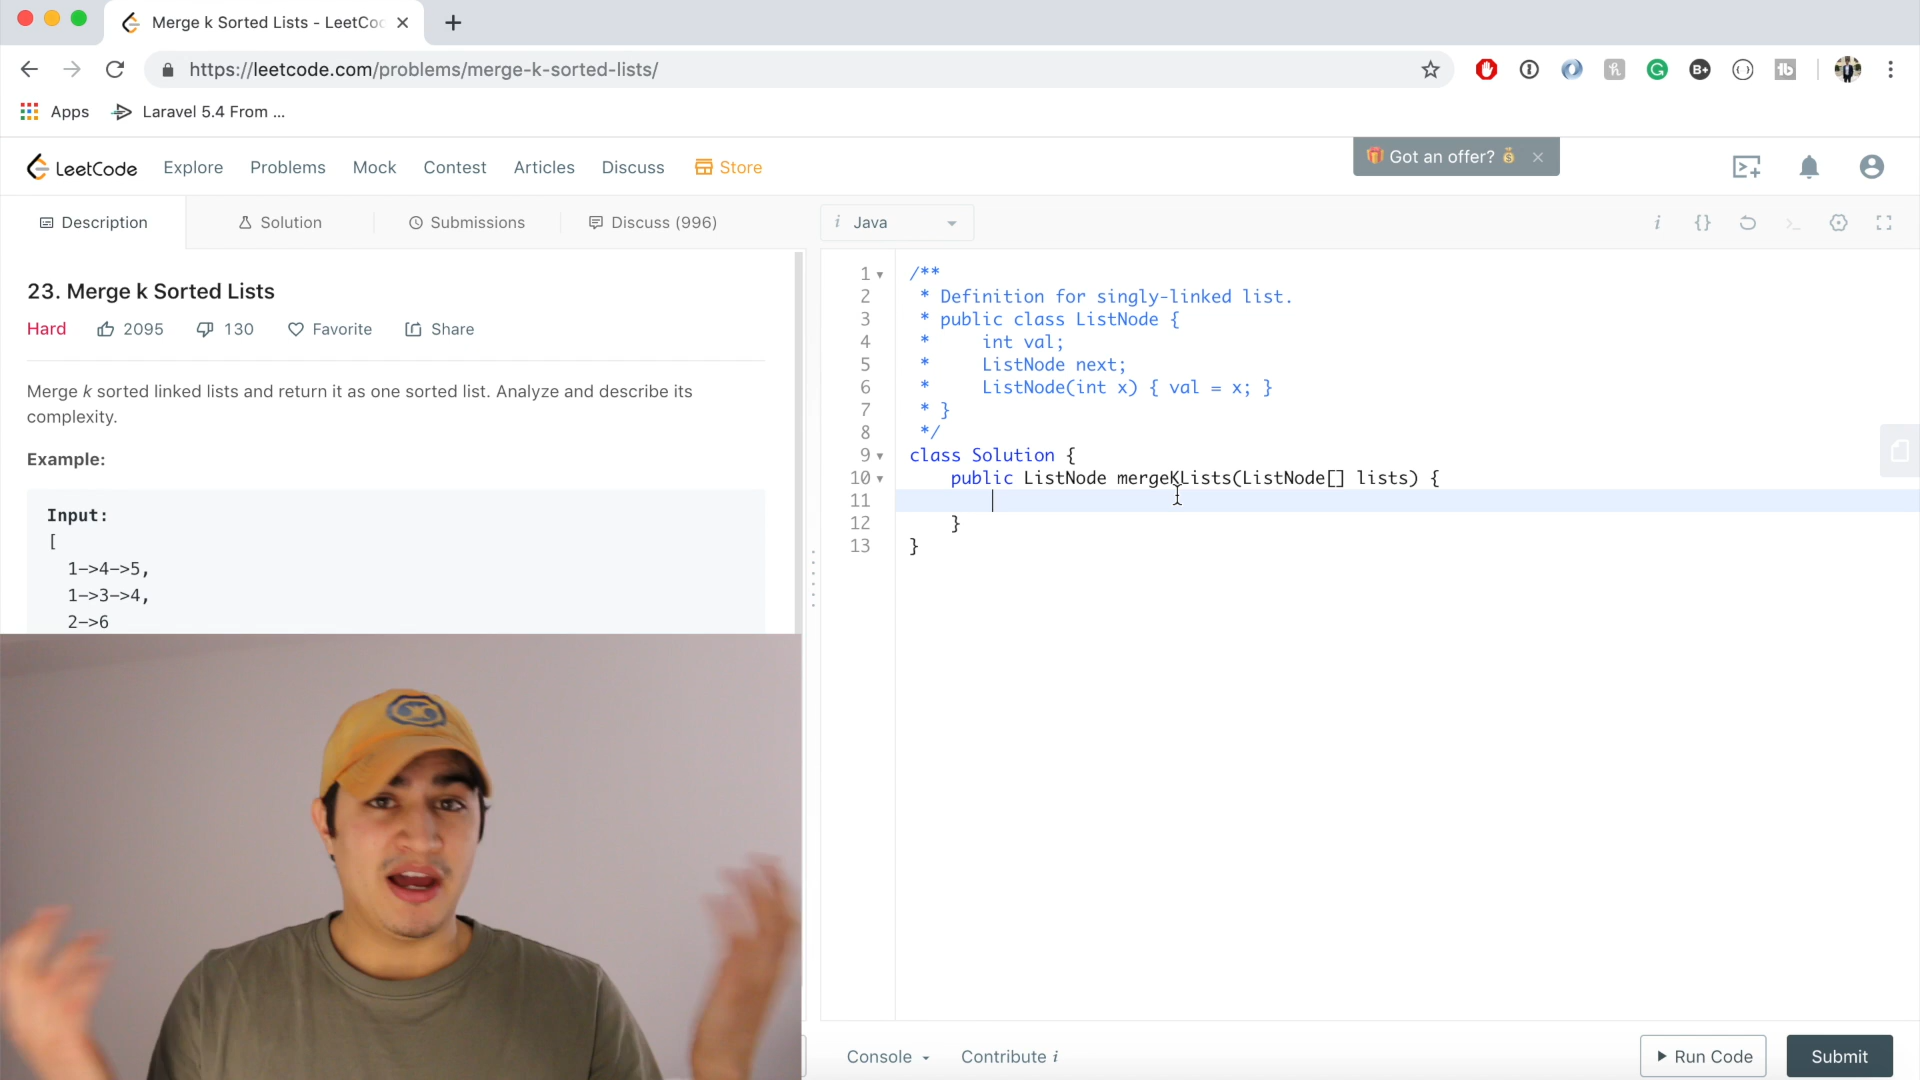 Merge k Sorted Lists - LeetCo
https://leetcode.com/problems/merge-k-sorted-lists/
Apps
Laravel 5.4 From ...
LeetCode
Explore
Problems
Mock
Contest
Articles
Discuss
Store
🎁 Got an offer? 💰 ×
Description
Solution
Submissions
Discuss (996)
i Java
23. Merge k Sorted Lists
Hard
2095
130
Favorite
Share
Merge k sorted linked lists and return it as one sorted list. Analyze and describe its
complexity.
Example:
Input:
[
1->4->5,
1->3->4,
2->6
1 /**
2 * Definition for singly-linked list.
3 * public class ListNode {
4 *     int val;
5 *     ListNode next;
6 *     ListNode(int x) { val = x; }
7 * }
8 */
9 class Solution {
10     public ListNode mergeKLists(ListNode[] lists) {
11
12     }
13 }
Console
Contribute i
Run Code
Submit